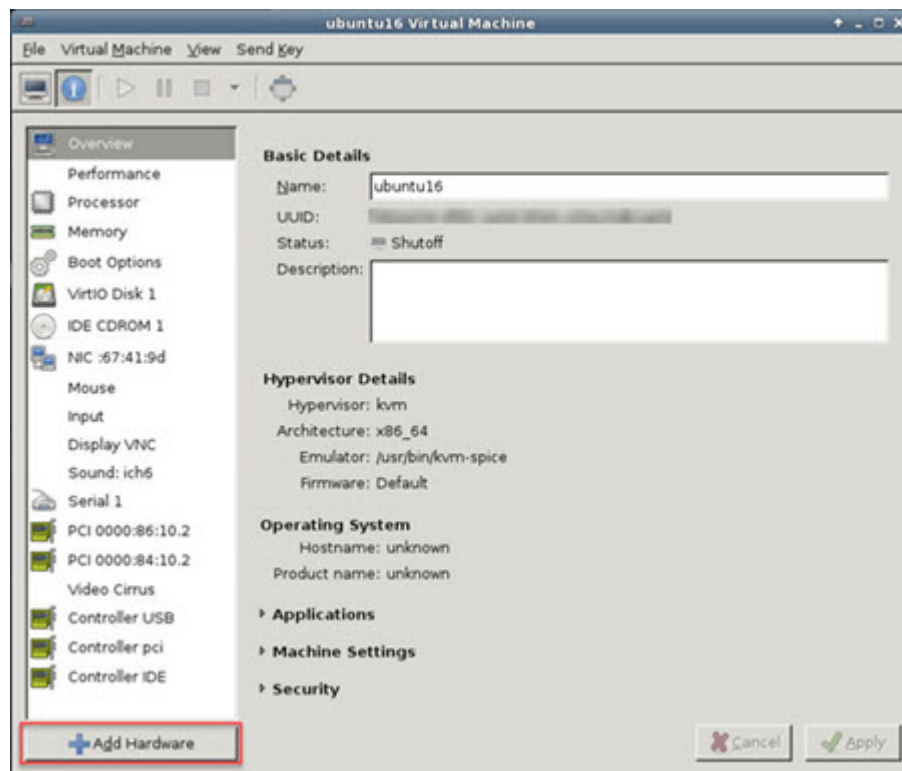 ubuntu16 Virtual Machine
File Virtual Machine View Send Key
Overview
Performance
Processor
Memory
Boot Options
VirtIO Disk 1
IDE CDROM 1
NIC :67:41:9d
Mouse
Input
Display VNC
Sound: ich6
Serial 1
PCI 0000:86:10.2
PCI 0000:84:10.2
Video Cirrus
Controller USB
Controller pci
Controller IDE
Add Hardware
Basic Details
Name: ubuntu16
UUID:
Status: Shutoff
Description:
Hypervisor Details
Hypervisor: kvm
Architecture: x86_64
Emulator: /usr/bin/kvm-spice
Firmware: Default
Operating System
Hostname: unknown
Product name: unknown
Applications
Machine Settings
Security
Cancel Apply